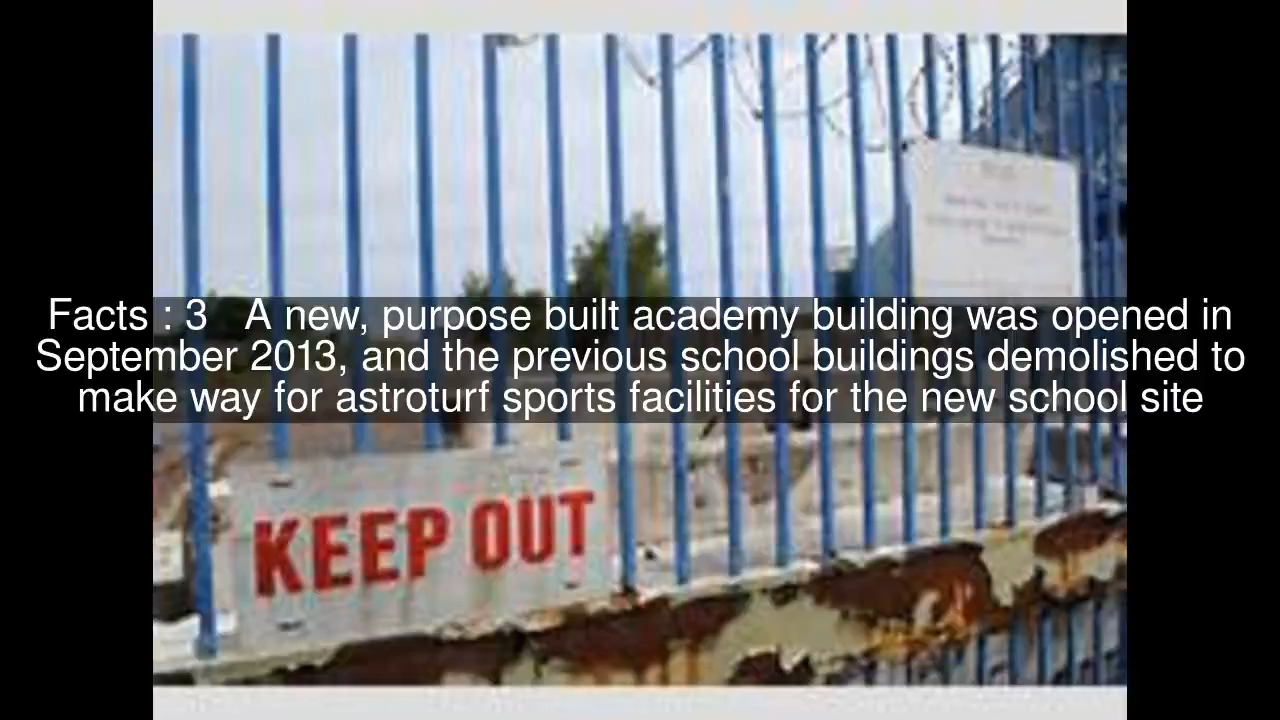 Facts : 3 A new, purpose built academy building was opened in
September 2013, and the previous school buildings demolished to
make way for astroturf sports facilities for the new school site
KEEP OUT